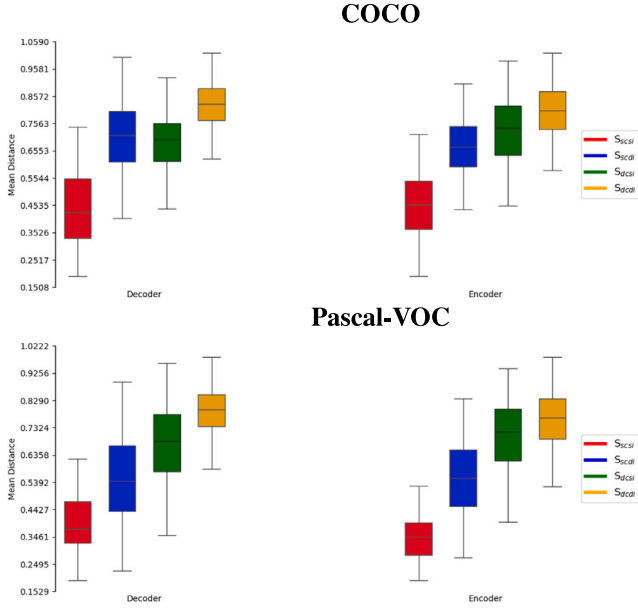 COCO
1.0590
0.9581
0.8572
0.7563
0.6553
0.5544
0.4535
0.3526
0.2517
0.1508
Mean Distance
Decoder
Encoder
Sscsi
Sscdi
Sdcsi
Sdcdi
Pascal-VOC
1.0222
0.9256
0.8290
0.7324
0.6358
0.5392
0.4427
0.3461
0.2495
0.1529
Mean Distance
Decoder
Encoder
Sscsi
Sscdi
Sdcsi
Sdcdi